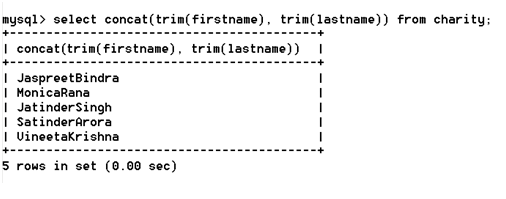 mysql> select concat(trim(firstname), trim(lastname)) from charity;
+----------------------------------------+
| concat(trim(firstname), trim(lastname)) |
+----------------------------------------+
| JaspreetBindra |
| MonicaRana |
| JatinderSingh |
| SatinderArora |
| VineetaKrishna |
+----------------------------------------+
5 rows in set (0.00 sec)